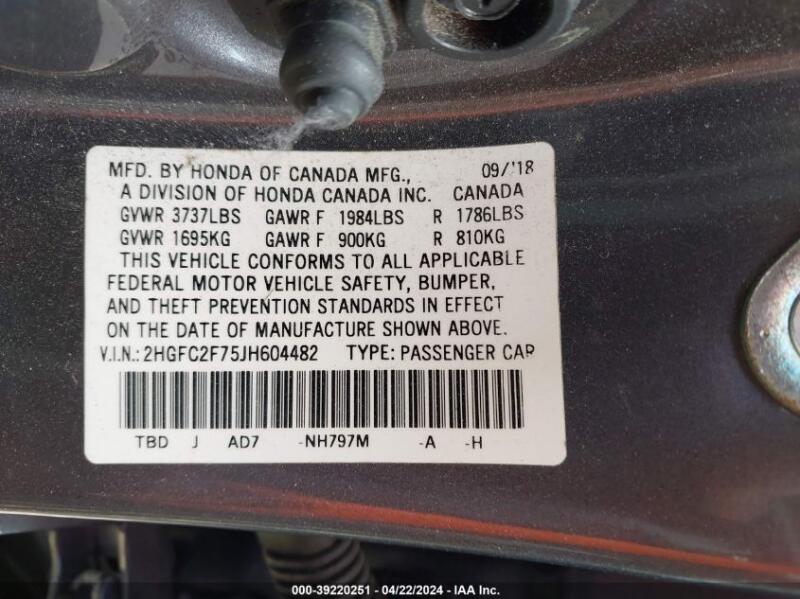 MFD. BY HONDA OF CANADA MFG., 09/'18
A DIVISION OF HONDA CANADA INC. CANADA
GVWR 3737LBS GAWR F 1984LBS R 1786LBS
GVWR 1695KG GAWR F 900KG R 810KG
THIS VEHICLE CONFORMS TO ALL APPLICABLE
FEDERAL MOTOR VEHICLE SAFETY, BUMPER,
AND THEFT PREVENTION STANDARDS IN EFFECT
ON THE DATE OF MANUFACTURE SHOWN ABOVE.
V.I.N.: 2HGFC2F75JH604482 TYPE: PASSENGER CAR
TBD J AD7 -NH797M -A -H
000-39220251 - 04/22/2024 - IAA Inc.